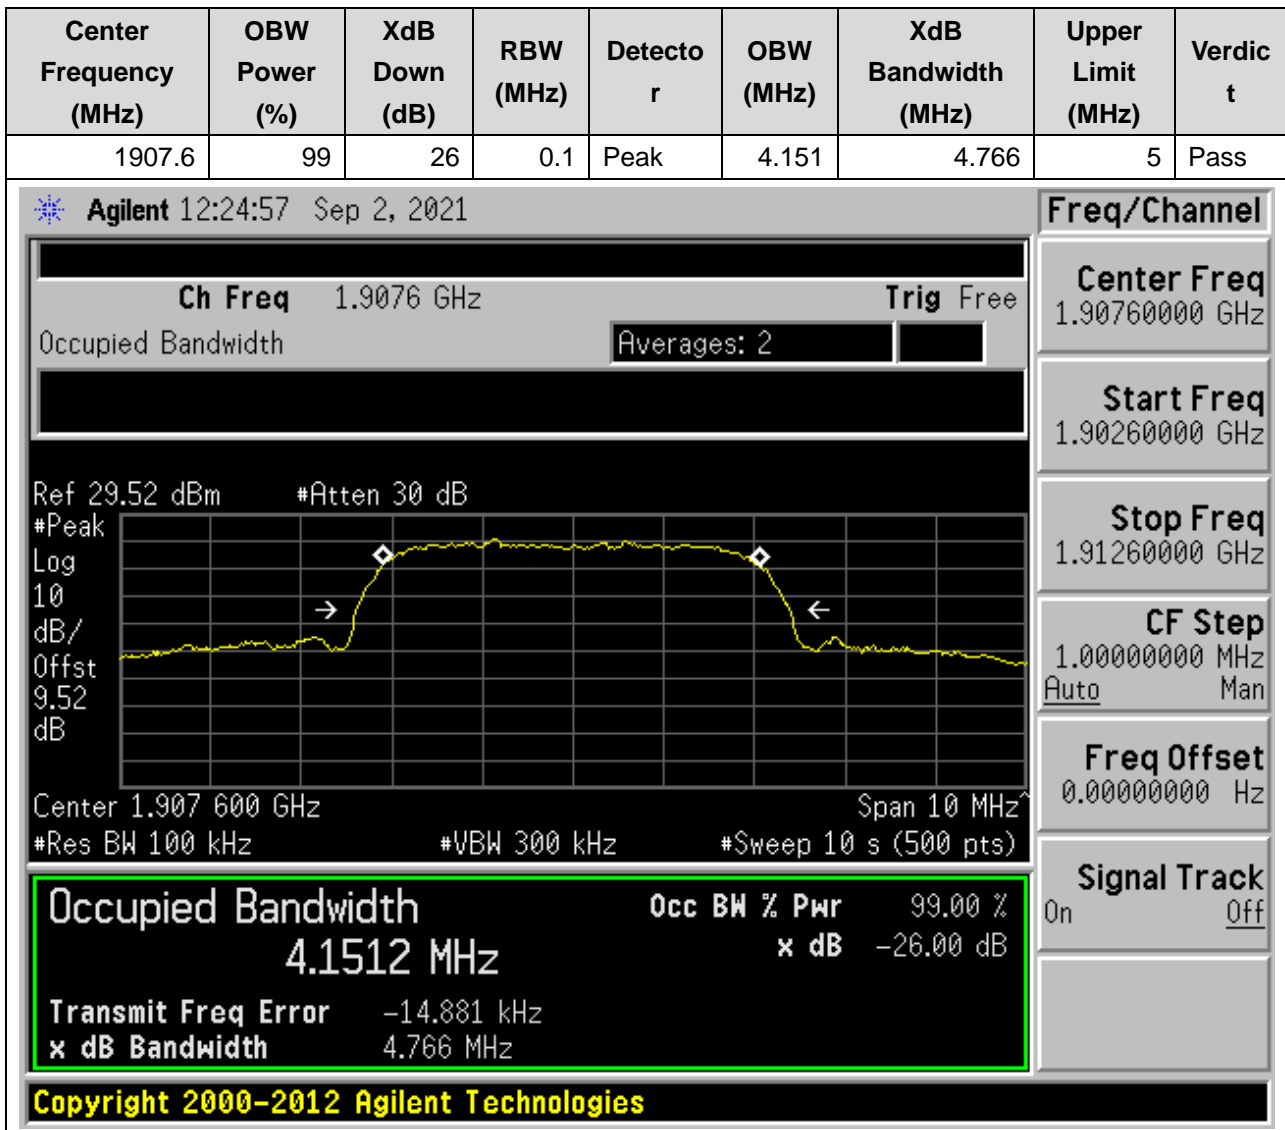 Center Frequency (MHz) OBW Power (%) XdB Down (dB) RBW (MHz) Detecto r OBW (MHz) XdB Bandwidth (MHz) Upper Limit (MHz) Verdic t
1907.6 99 26 0.1 Peak 4.151 4.766 5 Pass
Agilent 12:24:57 Sep 2, 2021
Freq/Channel
Ch Freq 1.9076 GHz Trig Free
Occupied Bandwidth Averages: 2
Center Freq
1.90760000 GHz
Start Freq
1.90260000 GHz
Stop Freq
1.91260000 GHz
CF Step
1.00000000 MHz
Auto Man
Freq Offset
0.00000000 Hz
Signal Track
On Off
Ref 29.52 dBm #Atten 30 dB
#Peak
Log
10
dB/
Offst
9.52
dB
Center 1.907 600 GHz Span 10 MHz^
#Res BW 100 kHz #VBW 300 kHz #Sweep 10 s (500 pts)
Occupied Bandwidth Occ BW % Pwr 99.00 %
4.1512 MHz x dB -26.00 dB
Transmit Freq Error -14.881 kHz
x dB Bandwidth 4.766 MHz
Copyright 2000-2012 Agilent Technologies